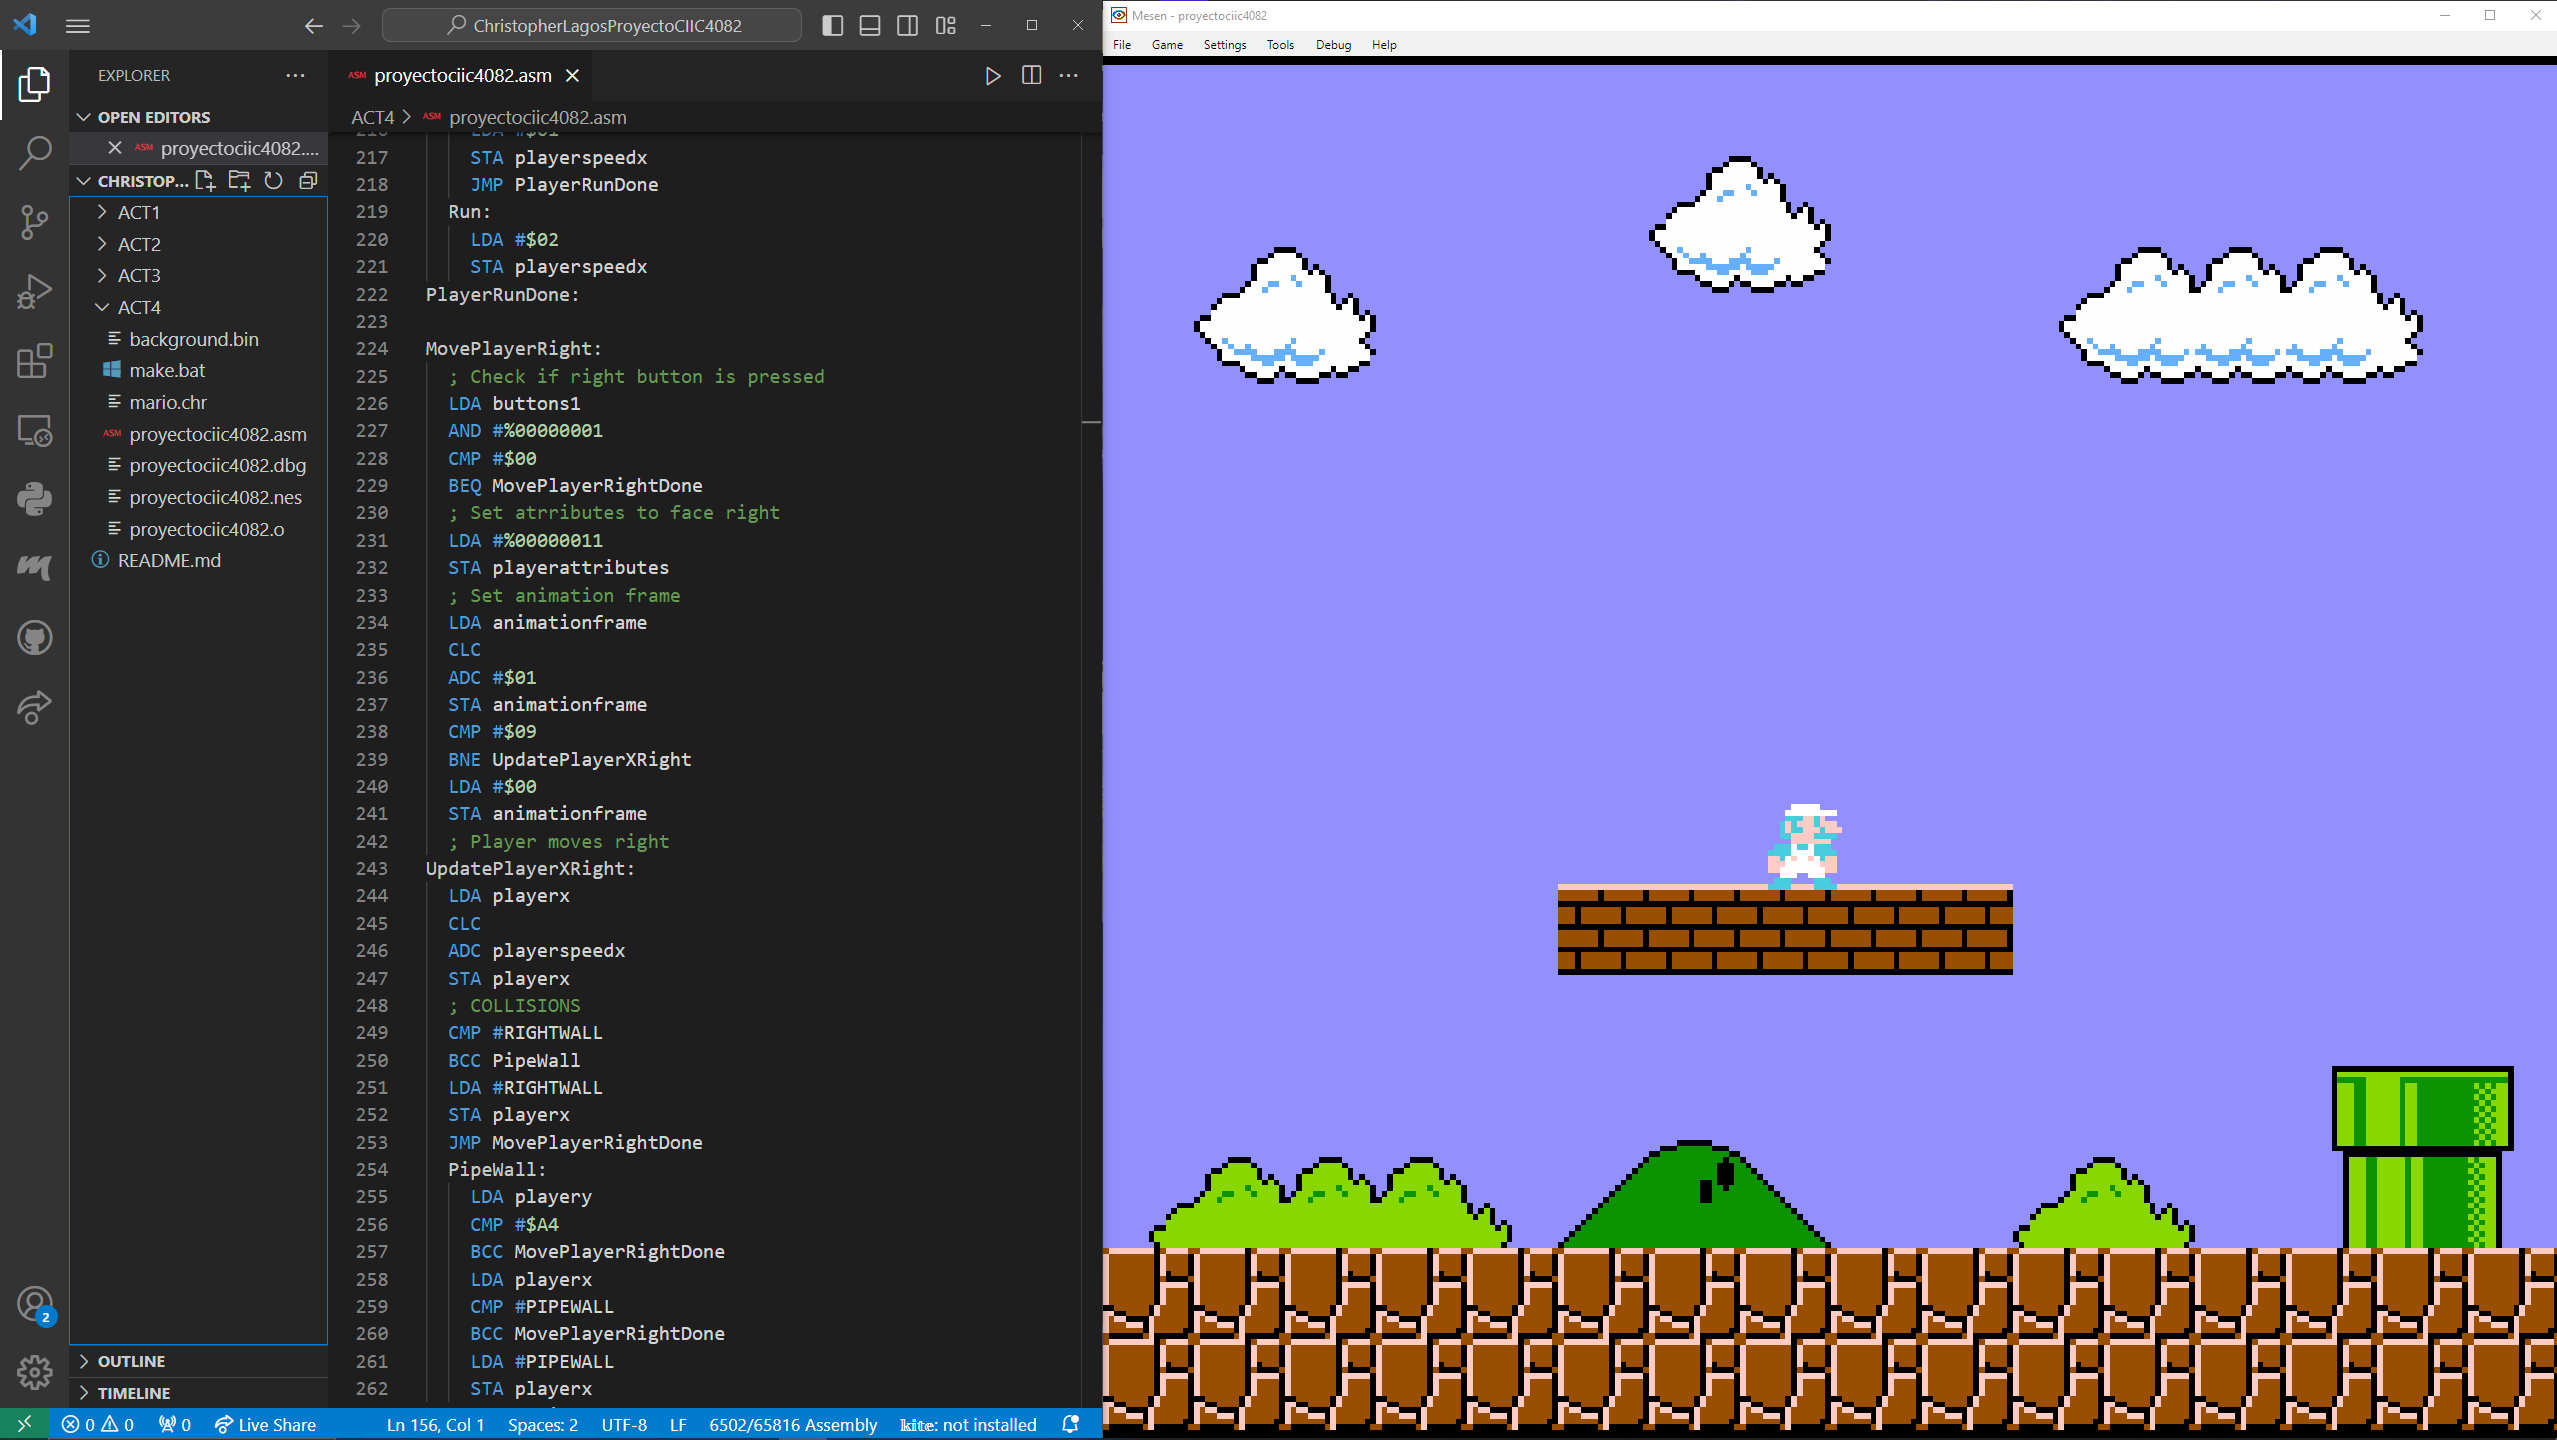 ChristopherLagosProyectoCIIC4082
EXPLORER
OPEN EDITORS
ASM proyectociic4082....
CHRISTOP...
ACT1
ACT2
ACT3
ACT4
background.bin
make.bat
mario.chr
ASM proyectociic4082.asm
proyectociic4082.dbg
proyectociic4082.nes
proyectociic4082.o
README.md
OUTLINE
TIMELINE
2
ASM proyectociic4082.asm
ACT4 > ASM proyectociic4082.asm
216 LDA #$01
217 STA playerspeedx
218 JMP PlayerRunDone
219 Run:
220 LDA #$02
221 STA playerspeedx
222 PlayerRunDone:
223
224 MovePlayerRight:
225 ; Check if right button is pressed
226 LDA buttons1
227 AND #%00000001
228 CMP #$00
229 BEQ MovePlayerRightDone
230 ; Set atrributes to face right
231 LDA #%00000011
232 STA playerattributes
233 ; Set animation frame
234 LDA animationframe
235 CLC
236 ADC #$01
237 STA animationframe
238 CMP #$09
239 BNE UpdatePlayerXRight
240 LDA #$00
241 STA animationframe
242 ; Player moves right
243 UpdatePlayerXRight:
244 LDA playerx
245 CLC
246 ADC playerspeedx
247 STA playerx
248 ; COLLISIONS
249 CMP #RIGHTWALL
250 BCC PipeWall
251 LDA #RIGHTWALL
252 STA playerx
253 JMP MovePlayerRightDone
254 PipeWall:
255 LDA playery
256 CMP #$A4
257 BCC MovePlayerRightDone
258 LDA playerx
259 CMP #PIPEWALL
260 BCC MovePlayerRightDone
261 LDA #PIPEWALL
262 STA playerx
0 0 0 Live Share Ln 156, Col 1 Spaces: 2 UTF-8 LF 6502/65816 Assembly kite: not installed
Mesen - proyectociic4082
File Game Settings Tools Debug Help